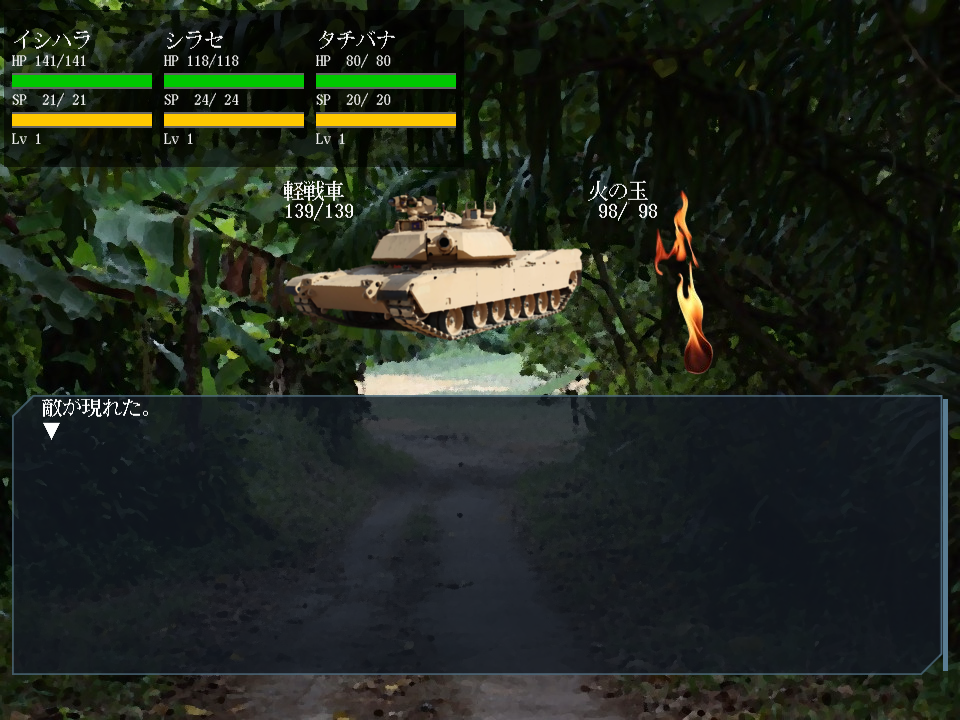 イシハラ シラセ タチバナ
HP 141/141 HP 118/118 HP 80/ 80
SP 21/ 21 SP 24/ 24 SP 20/ 20
Lv 1 Lv 1 Lv 1
軽戦車 火の玉
139/139 98/ 98
敵が現れた。
▼